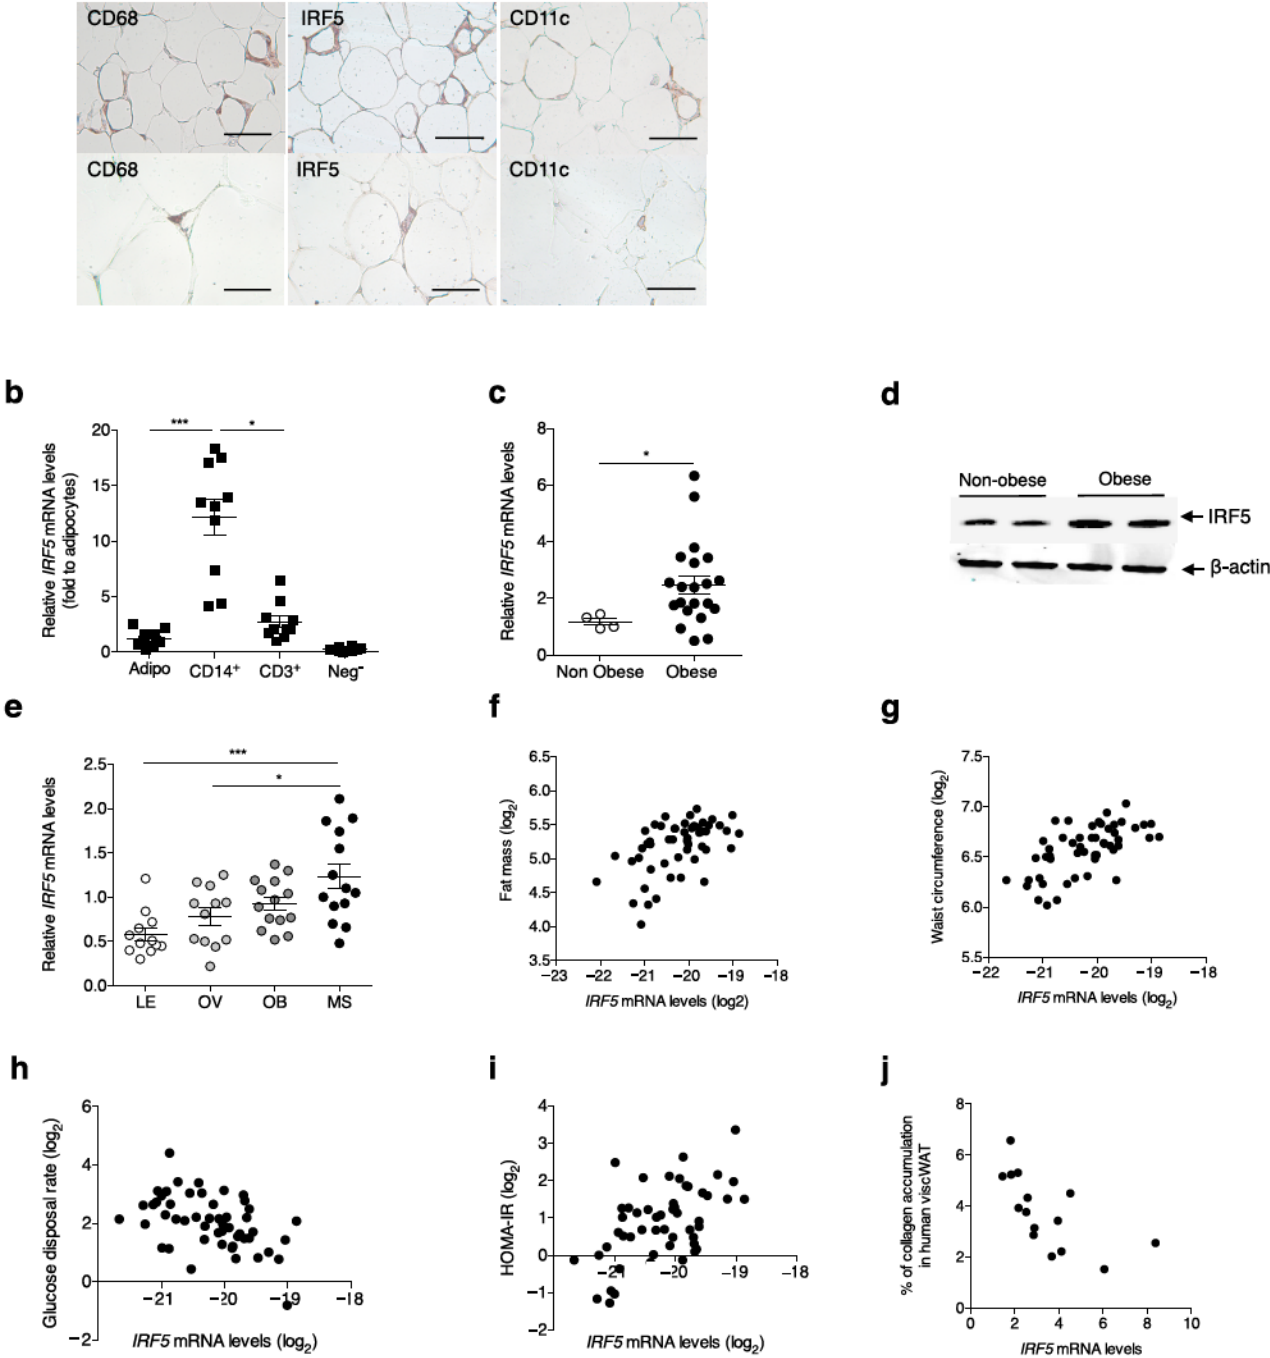 CD68 IRF5 CD11c
CD68 IRF5 CD11c
b
Relative IRF5 mRNA levels
(fold to adipocytes)
20
15
10
5
0
*** *
Adipo CD14+ CD3+ Neg-
c
Relative IRF5 mRNA levels
8
6
4
2
0
*
Non Obese Obese
d
Non-obese Obese
IRF5
β-actin
e
Relative IRF5 mRNA levels
2.5
2.0
1.5
1.0
0.5
0.0
***
*
LE OV OB MS
f
Fat mass (log2)
6.5
6.0
5.5
5.0
4.5
4.0
3.5
−23 −22 −21 −20 −19 −18
IRF5 mRNA levels (log2)
g
Waist circumference (log2)
7.5
7.0
6.5
6.0
5.5
−22 −21 −20 −19 −18
IRF5 mRNA levels (log2)
h
Glucose disposal rate (log2)
6
4
2
0
−2
−21 −20 −19 −18
IRF5 mRNA levels (log2)
i
HOMA-IR (log2)
4
3
2
1
0
−1
−2
−21 −20 −19 −18
IRF5 mRNA levels (log2)
j
% of collagen accumulation
in human viscWAT
8
6
4
2
0
0 2 4 6 8 10
IRF5 mRNA levels